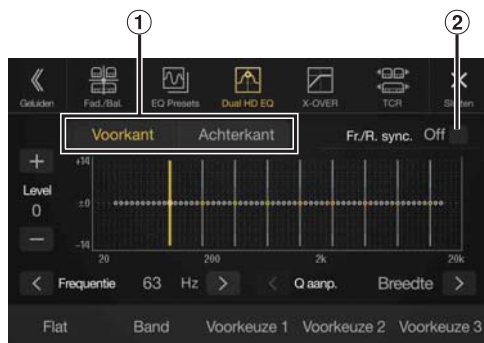 1 2
Geluiden Fad./Bal. EQ Presets Dual HD EQ X-OVER TCR Sluiten
Voorkant Achterkant Fr./R. sync. Off
+ +14
Level
0 ±0
− -14
20 200 2k 20k
< Frequentie 63 Hz > < Q aanp. Breedte >
Flat Band Voorkeuze 1 Voorkeuze 2 Voorkeuze 3